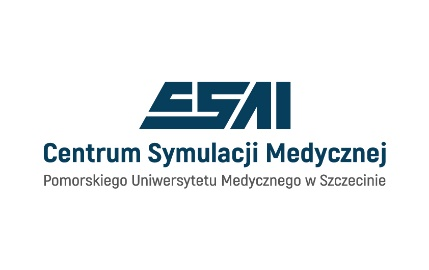 CSM
Centrum Symulacji Medycznej
Pomorskiego Uniwersytetu Medycznego w Szczecinie